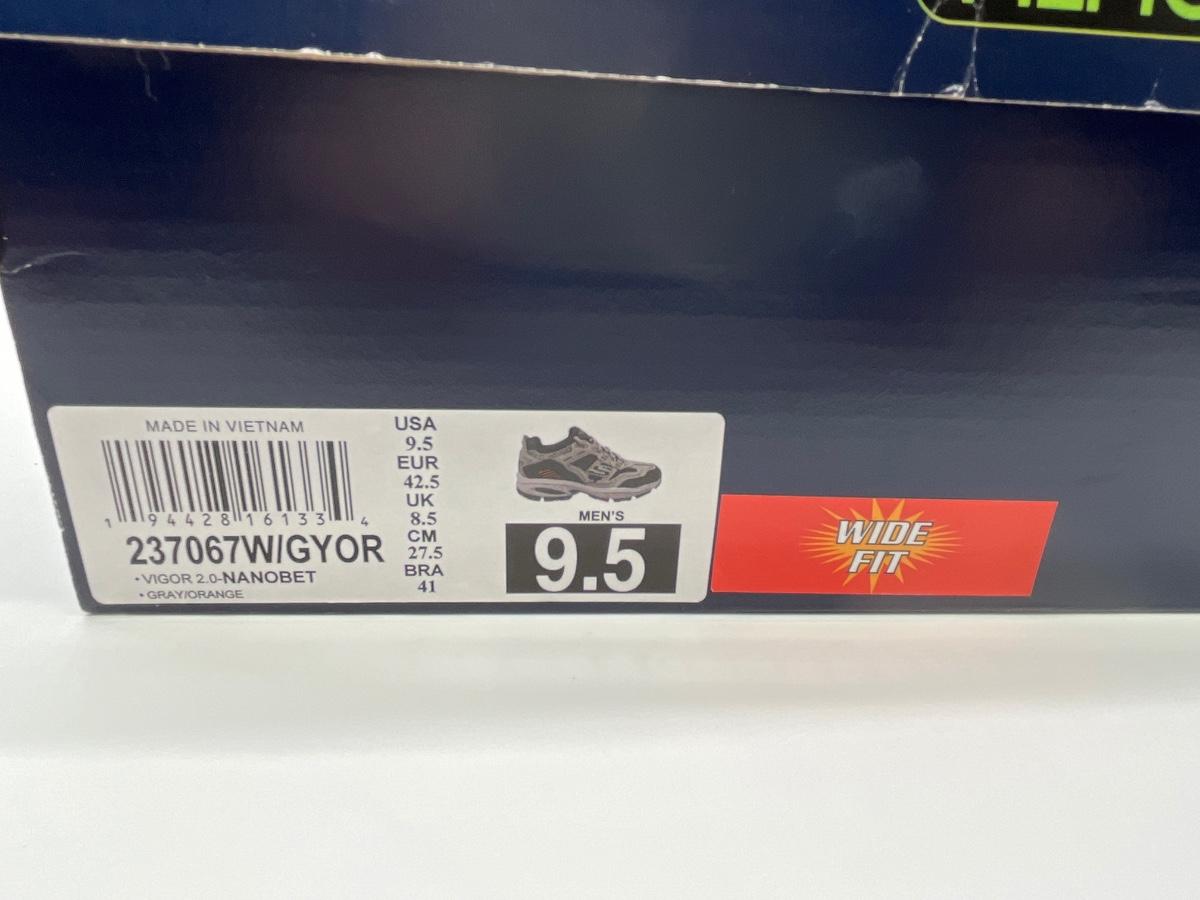 MADE IN VIETNAM
1 94428 16133 4
237067W/GYOR
• VIGOR 2.0-NANOBET
• GRAY/ORANGE
USA
9.5
EUR
42.5
UK
8.5
CM
27.5
BRA
41
MEN'S
9.5
WIDE
FIT